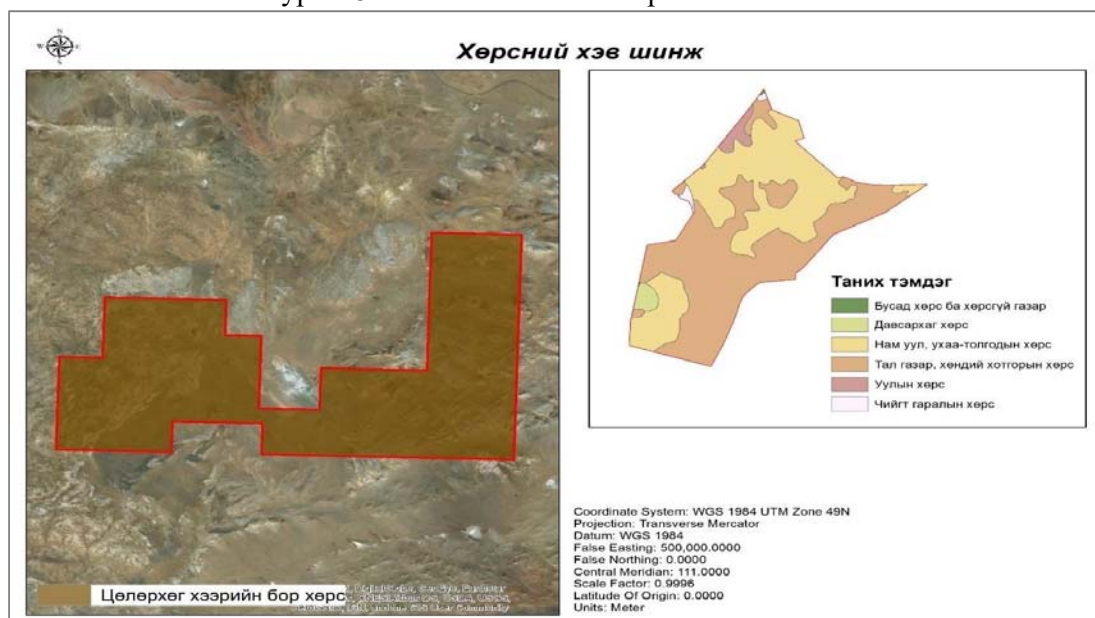 N
W E
S
Хөрсний хэв шинж
Таних тэмдэг
Бусад хөрс ба хөрсгүй газар
Давсархаг хөрс
Нам уул, ухаа-толгодын хөрс
Тал газар, хөндий хотгорын хөрс
Уулын хөрс
Чийгт гаралын хөрс
Цөлөрхөг хээрийн бор хөрс
Coordinate System: WGS 1984 UTM Zone 49N
Projection: Transverse Mercator
Datum: WGS 1984
False Easting: 500,000.0000
False Northing: 0.0000
Central Meridian: 111.0000
Scale Factor: 0.9996
Latitude Of Origin: 0.0000
Units: Meter